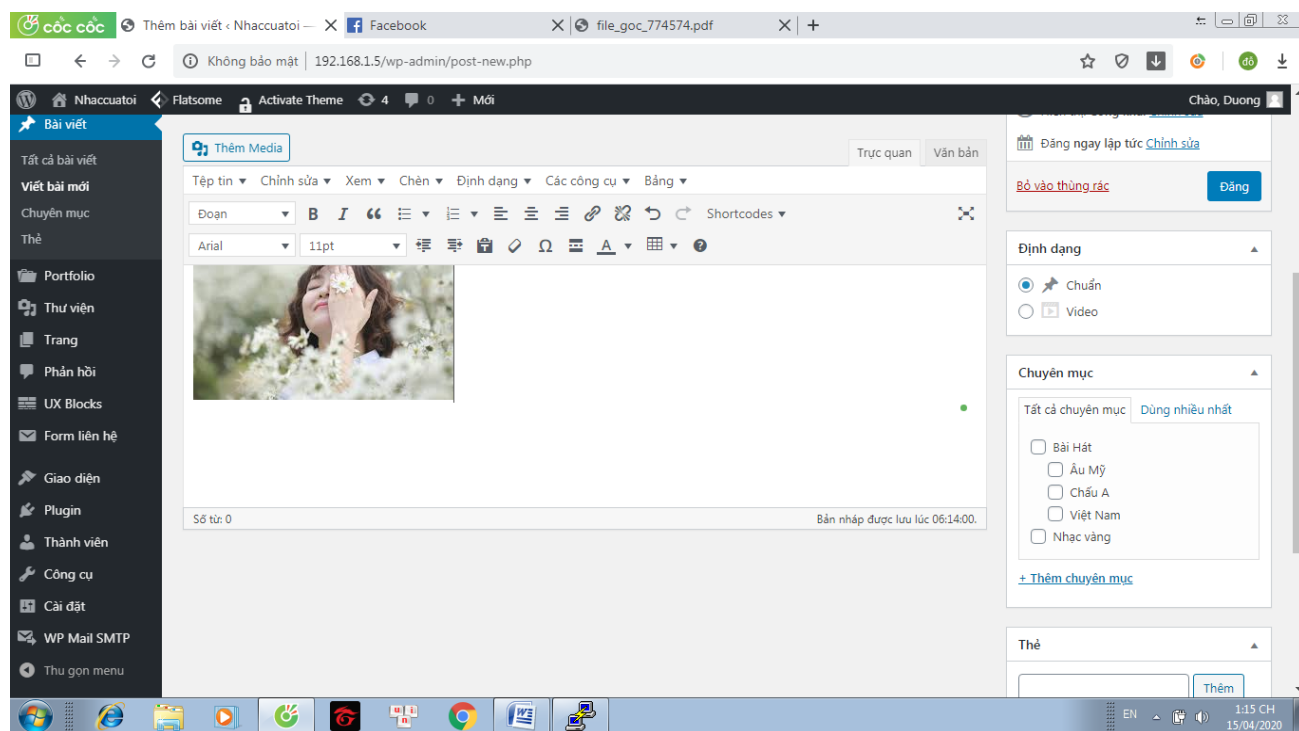 cốc cốc Thêm bài viết ‹ Nhaccuatoi — Facebook file_goc_774574.pdf
Không bảo mật 192.168.1.5/wp-admin/post-new.php đô
Nhaccuatoi Flatsome Activate Theme 4 0 Mới Chào, Duong
Bài viết
Tất cả bài viết
Viết bài mới
Chuyên mục
Thẻ
Portfolio
Thư viện
Trang
Phản hồi
UX Blocks
Form liên hệ
Giao diện
Plugin
Thành viên
Công cụ
Cài đặt
WP Mail SMTP
Thu gọn menu
Thêm Media
Trực quan Văn bản
Tệp tin Chỉnh sửa Xem Chèn Định dạng Các công cụ Bảng
Đoạn B I Shortcodes
Arial 11pt Ω A
Số từ: 0 Bản nháp được lưu lúc 06:14:00.
Đăng ngay lập tức Chỉnh sửa
Bỏ vào thùng rác Đăng
Định dạng
Chuẩn
Video
Chuyên mục
Tất cả chuyên mục Dùng nhiều nhất
Bài Hát
Âu Mỹ
Chấu A
Việt Nam
Nhạc vàng
+ Thêm chuyên mục
Thẻ
Thêm
EN 1:15 CH
15/04/2020